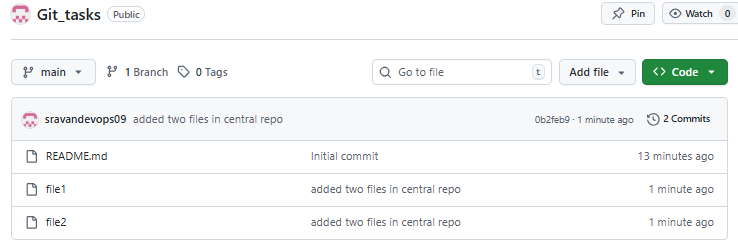 Git_tasks Public Pin Watch 0
main 1 Branch 0 Tags Go to file t Add file <> Code
sravandevops09 added two files in central repo 0b2feb9 · 1 minute ago 2 Commits
README.md Initial commit 13 minutes ago
file1 added two files in central repo 1 minute ago
file2 added two files in central repo 1 minute ago